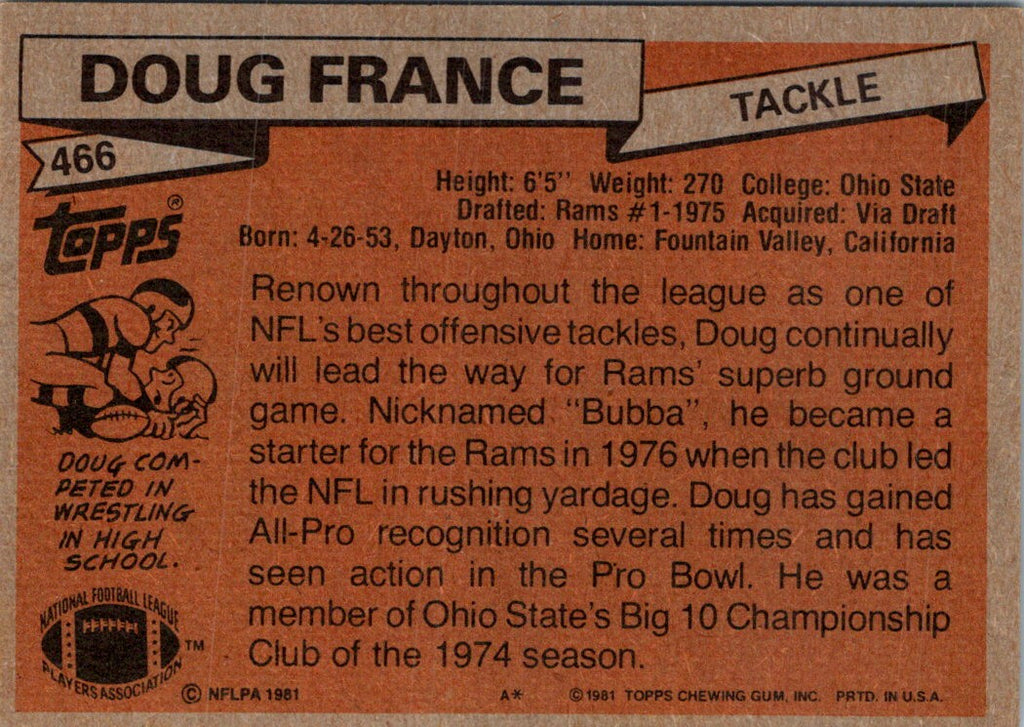 DOUG FRANCE
TACKLE
466
TOPPS®
Height: 6'5'' Weight: 270 College: Ohio State
Drafted: Rams #1-1975 Acquired: Via Draft
Born: 4-26-53, Dayton, Ohio Home: Fountain Valley, California
Renown throughout the league as one of
NFL's best offensive tackles, Doug continually
will lead the way for Rams' superb ground
game. Nicknamed "Bubba", he became a
starter for the Rams in 1976 when the club led
the NFL in rushing yardage. Doug has gained
All-Pro recognition several times and has
seen action in the Pro Bowl. He was a
member of Ohio State's Big 10 Championship
Club of the 1974 season.
DOUG COM-
PETED IN
WRESTLING
IN HIGH
SCHOOL.
NATIONAL FOOTBALL LEAGUE
PLAYERS ASSOCIATION
TM
© NFLPA 1981
A*
© 1981 TOPPS CHEWING GUM, INC. PRTD. IN U.S.A.